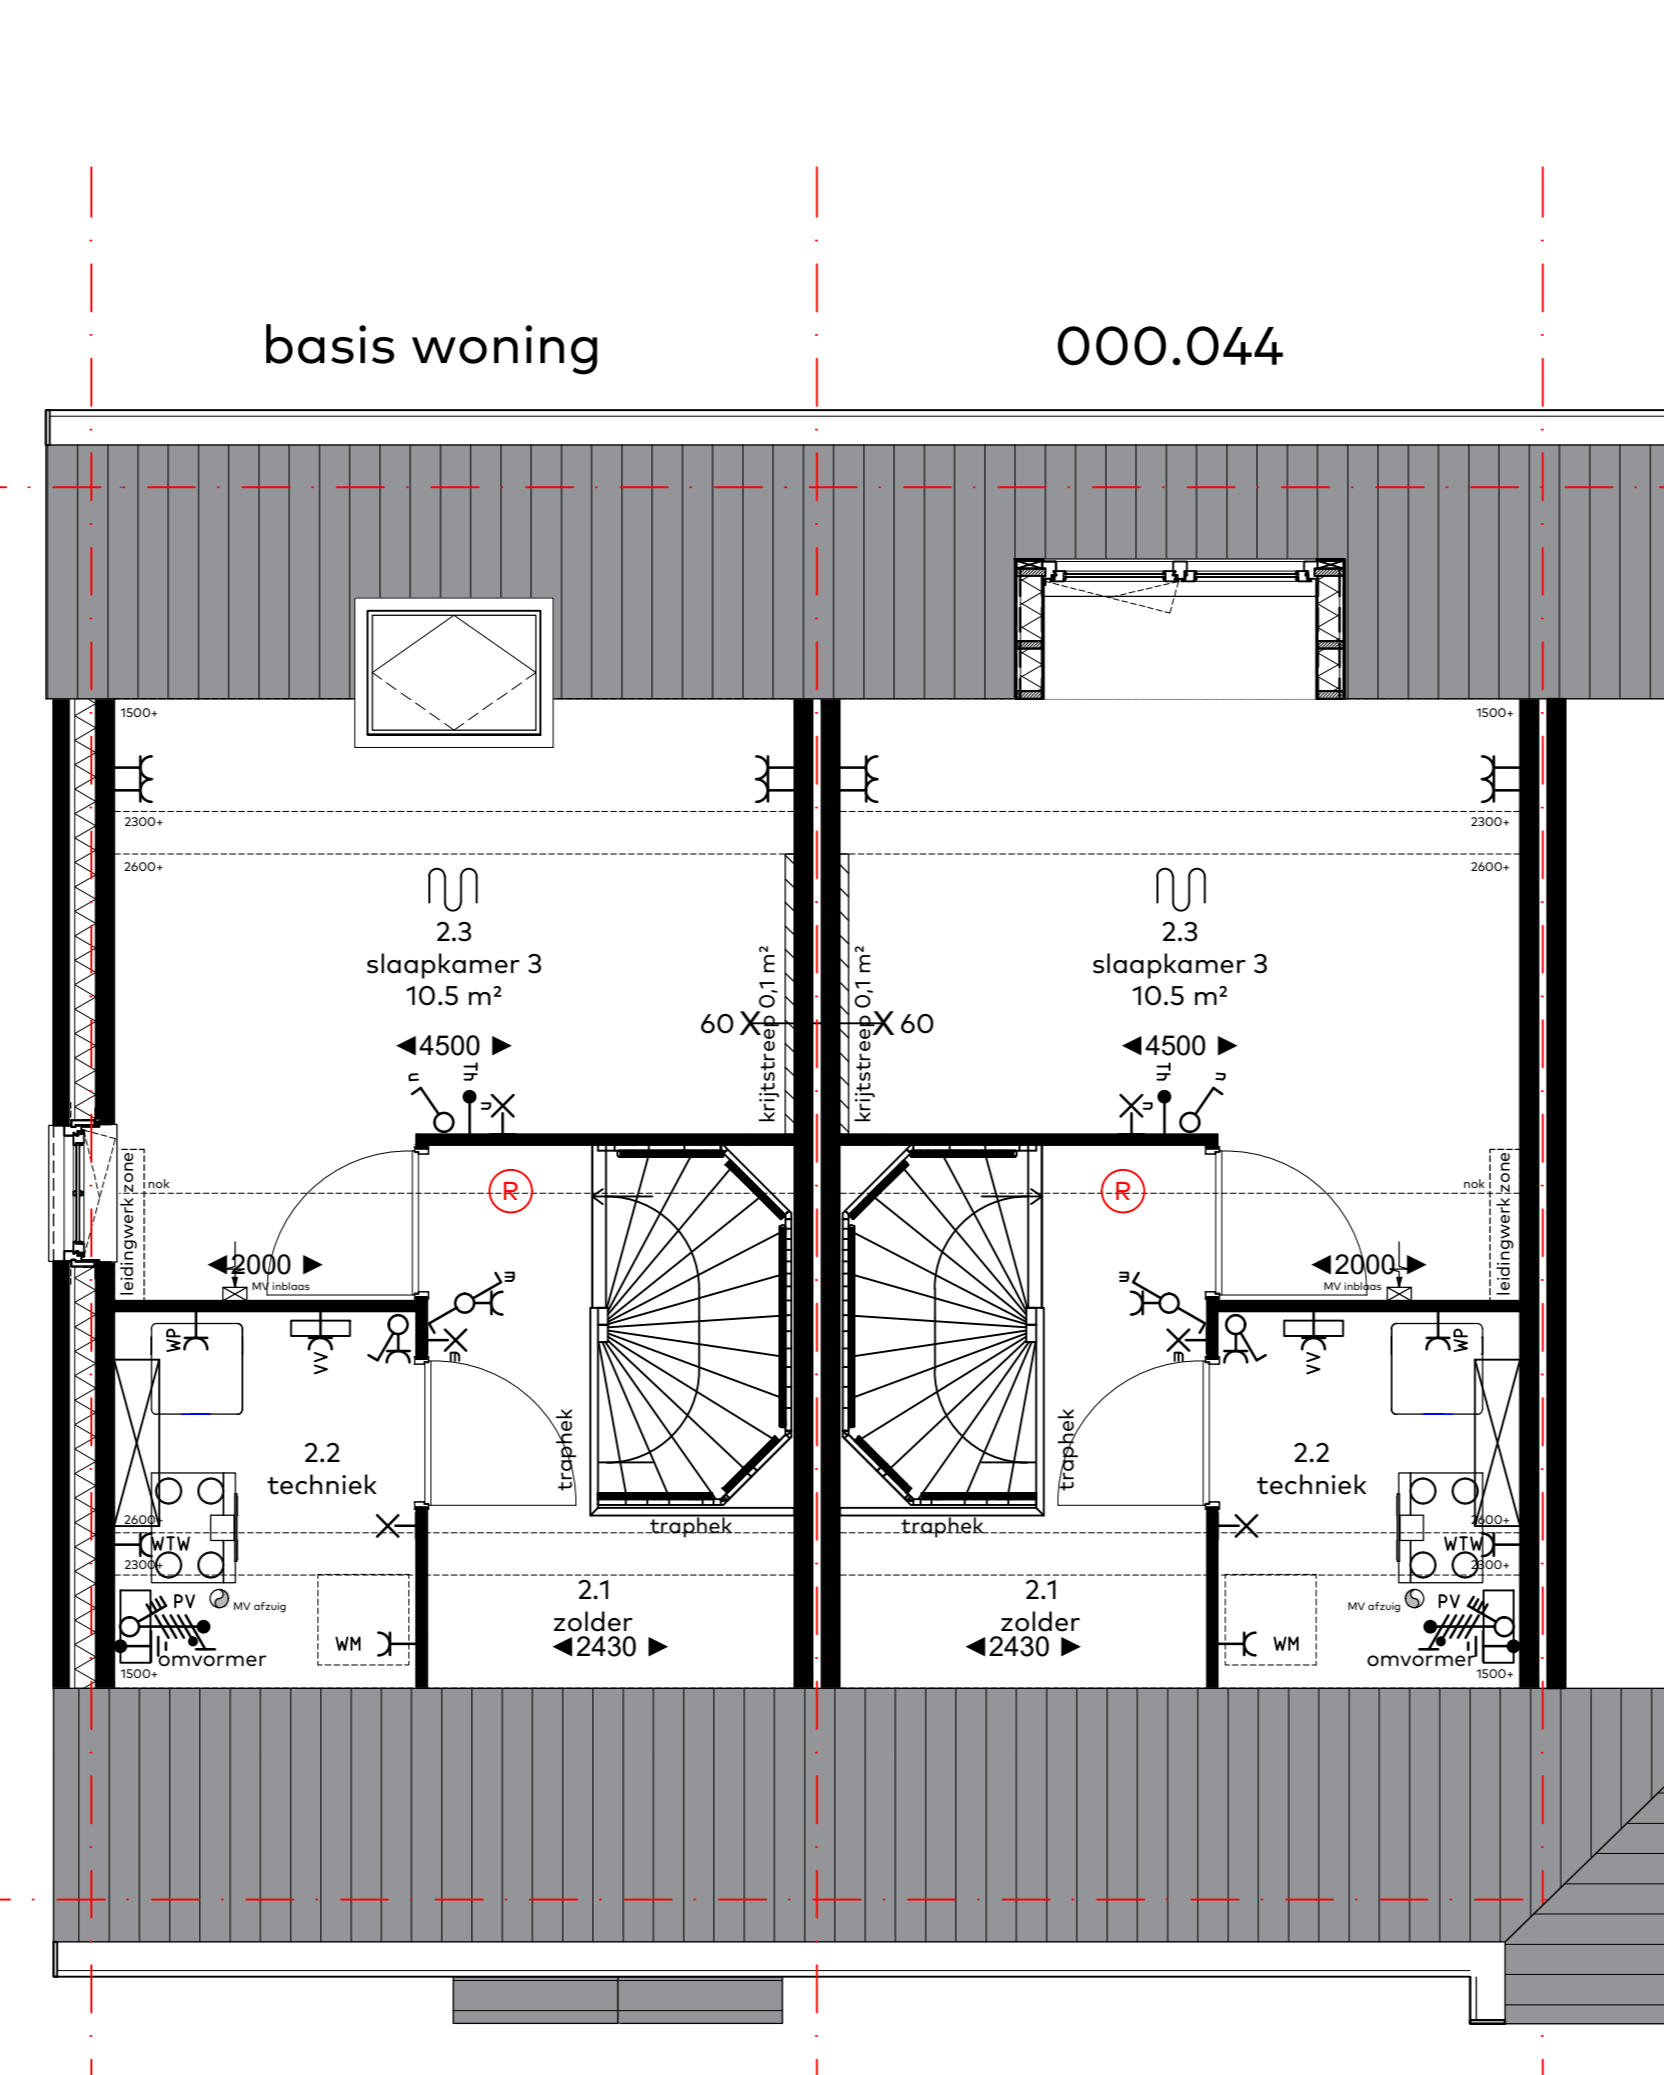 basis woning
000.044
1500+
1500+
2300+
2300+
2600+
2600+
2.3
slaapkamer 3
10.5 m²
4500
2.3
slaapkamer 3
10.5 m²
4500
krijtstreep 0,1 m²
krijtstreep 0,1 m²
60
60
n
Th
n
n
Th
n
R
R
nok
nok
leidingwerk zone
leidingwerk zone
2000
MV inblaas
2000
MV inblaas
m
m
m
m
WP
VV
VV
WP
2.2
techniek
2.2
techniek
traphek
traphek
traphek
traphek
2600+
WTW
2300+
2600+
WTW
2300+
PV
MV afzuig
omvormer
1500+
WM
2.1
zolder
2430
2.1
zolder
2430
WM
MV afzuig
PV
omvormer
1500+